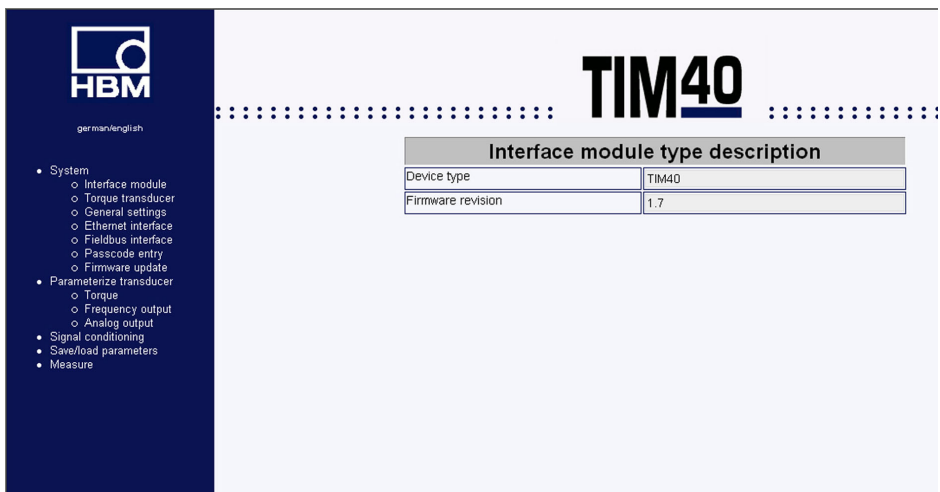 HBM
german/english
System
Interface module
Torque transducer
General settings
Ethernet interface
Fieldbus interface
Passcode entry
Firmware update
Parameterize transducer
Torque
Frequency output
Analog output
Signal conditioning
Save/load parameters
Measure
TIM40
Interface module type description
Device type TIM40
Firmware revision 1.7